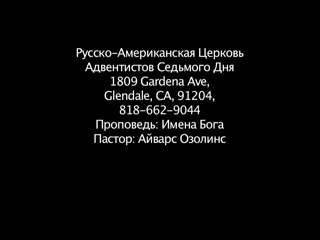 Русско-Американская Церковь
Адвентистов Седьмого Дня
1809 Gardena Ave,
Glendale, CA, 91204,
818-662-9044
Проповедь: Имена Бога
Пастор: Айварс Озолинс